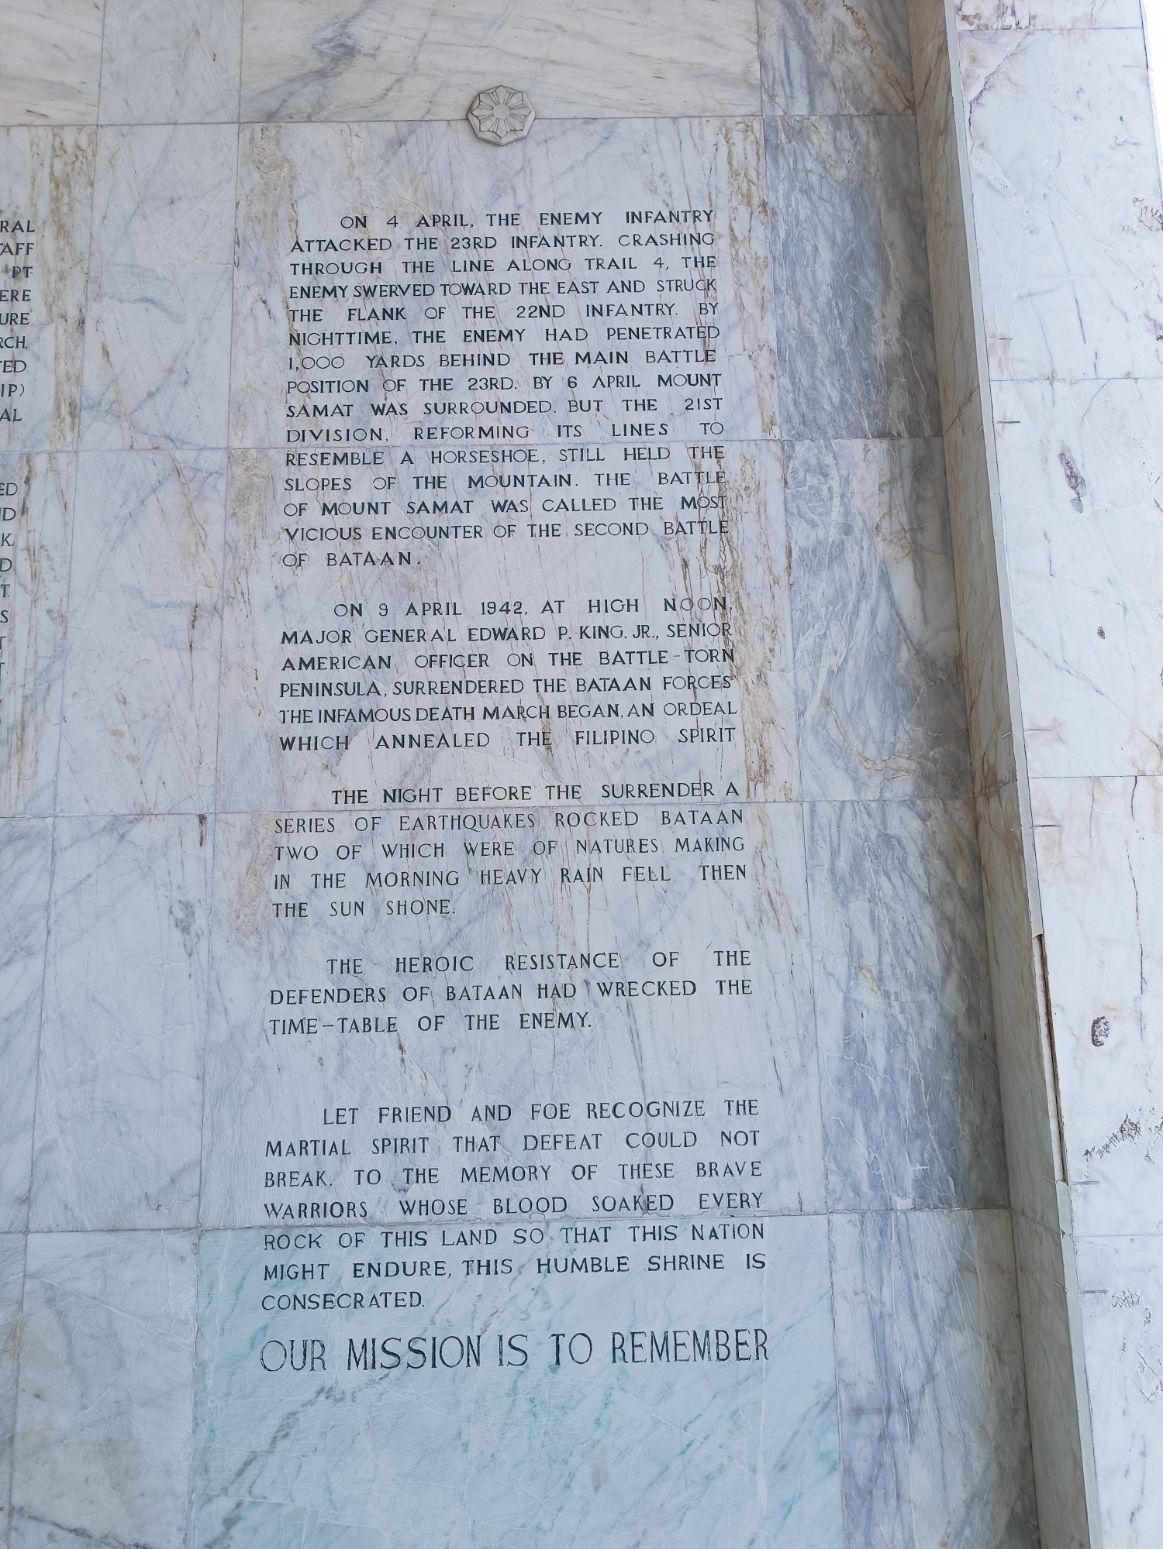 RAL
TAFF
PT
ERE
URE
RCH,
TED
IP)
AL
ED
ND
K.
D
T.
S
T
T
ON 4 APRIL, THE ENEMY INFANTRY
ATTACKED THE 23RD INFANTRY. CRASHING
THROUGH THE LINE ALONG TRAIL 4, THE
ENEMY SWERVED TOWARD THE EAST AND STRUCK
THE FLANK OF THE 22ND INFANTRY. BY
NIGHTTIME, THE ENEMY HAD PENETRATED
1,000 YARDS BEHIND THE MAIN BATTLE
POSITION OF THE 23RD. BY 6 APRIL MOUNT
SAMAT WAS SURROUNDED. BUT THE 21ST
DIVISION, REFORMING ITS LINES TO
RESEMBLE A HORSESHOE, STILL HELD THE
SLOPES OF THE MOUNTAIN. THE BATTLE
OF MOUNT SAMAT WAS CALLED THE MOST
VICIOUS ENCOUNTER OF THE SECOND BATTLE
OF BATAAN.
ON 9 APRIL 1942, AT HIGH NOON,
MAJOR GENERAL EDWARD P. KING, JR., SENIOR
AMERICAN OFFICER ON THE BATTLE-TORN
PENINSULA, SURRENDERED THE BATAAN FORCES
THE INFAMOUS DEATH MARCH BEGAN, AN ORDEAL
WHICH ANNEALED THE FILIPINO SPIRIT
THE NIGHT BEFORE THE SURRENDER A
SERIES OF EARTHQUAKES ROCKED BATAAN
TWO OF WHICH WERE OF NATURES MAKING
IN THE MORNING HEAVY RAIN FELL THEN
THE SUN SHONE.
THE HEROIC RESISTANCE OF THE
DEFENDERS OF BATAAN HAD WRECKED THE
TIME-TABLE OF THE ENEMY.
LET FRIEND AND FOE RECOGNIZE THE
MARTIAL SPIRIT THAT DEFEAT COULD NOT
BREAK. TO THE MEMORY OF THESE BRAVE
WARRIORS WHOSE BLOOD SOAKED EVERY
ROCK OF THIS LAND SO THAT THIS NATION
MIGHT ENDURE, THIS HUMBLE SHRINE IS
CONSECRATED.
OUR MISSION IS TO REMEMBER